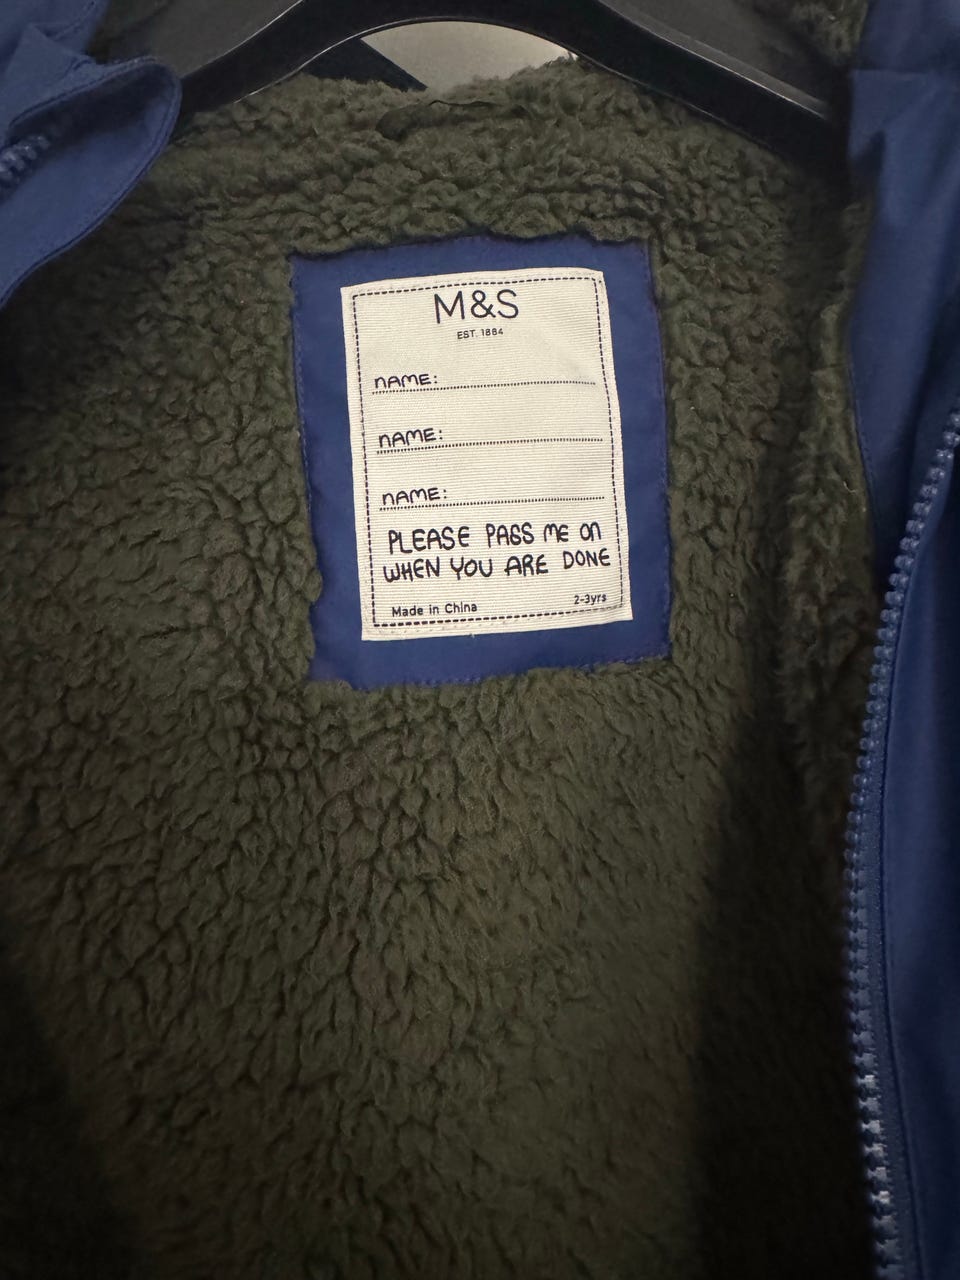 M&S
EST. 1884
NAME:
NAME:
NAME:
PLEASE PASS ME ON
WHEN YOU ARE DONE
Made in China 2-3yrs